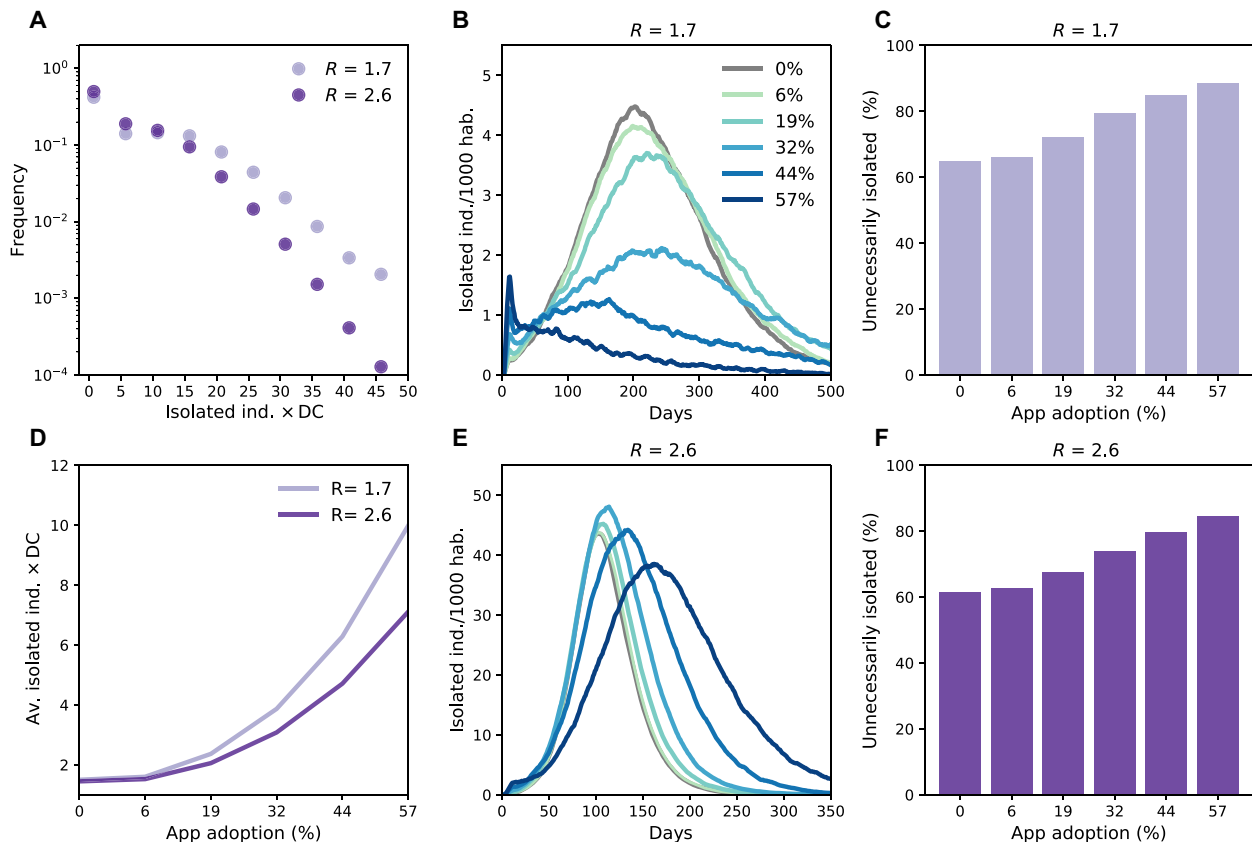 A
Frequency
10⁰
10⁻¹
10⁻²
10⁻³
10⁻⁴
R = 1.7
R = 2.6
0 5 10 15 20 25 30 35 40 45 50
Isolated ind. × DC
B
R = 1.7
Isolated ind./1000 hab.
5
4
3
2
1
0
0%
6%
19%
32%
44%
57%
0 100 200 300 400 500
Days
C
R = 1.7
Unnecessarily isolated (%)
100
80
60
40
20
0
0 6 19 32 44 57
App adoption (%)
D
Av. isolated ind. × DC
12
10
8
6
4
2
R= 1.7
R= 2.6
0 6 19 32 44 57
App adoption (%)
E
R = 2.6
Isolated ind./1000 hab.
50
40
30
20
10
0
0 50 100 150 200 250 300 350
Days
F
R = 2.6
Unnecessarily isolated (%)
100
80
60
40
20
0
0 6 19 32 44 57
App adoption (%)